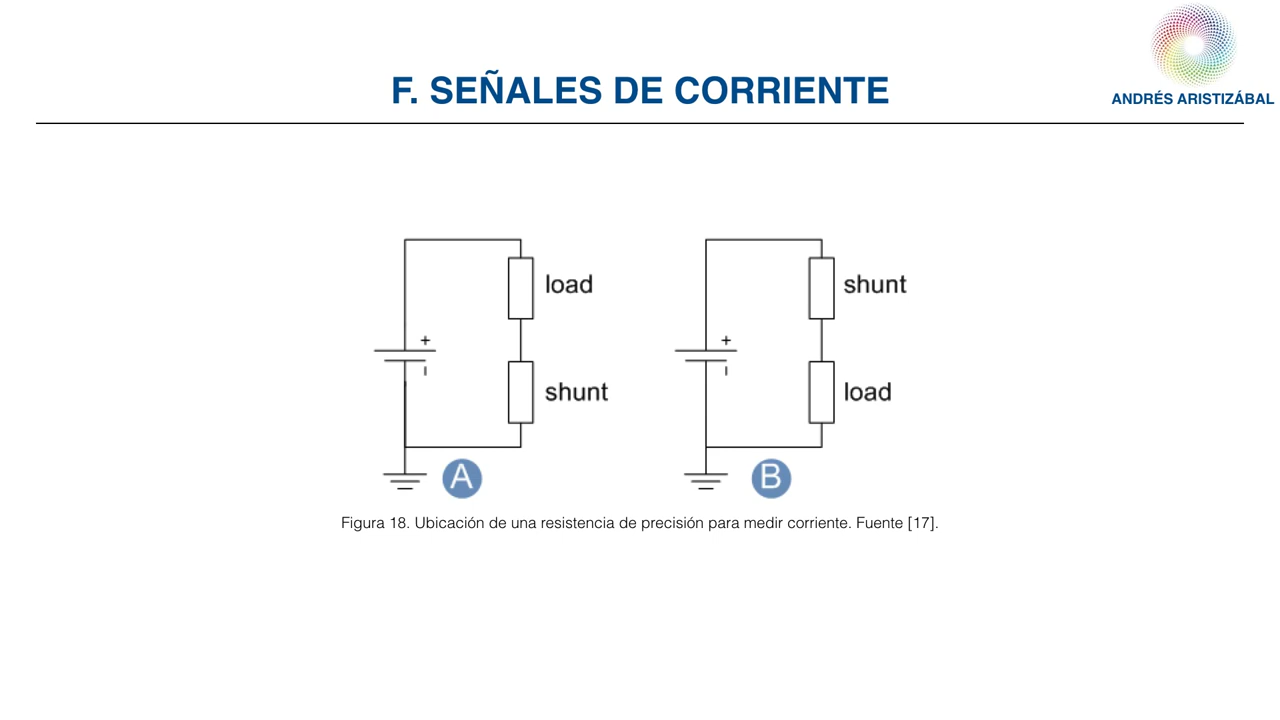 F. SEÑALES DE CORRIENTE
ANDRÉS ARISTIZÁBAL
load
shunt
+
-
A
shunt
load
+
-
B
Figura 18. Ubicación de una resistencia de precisión para medir corriente. Fuente [17].